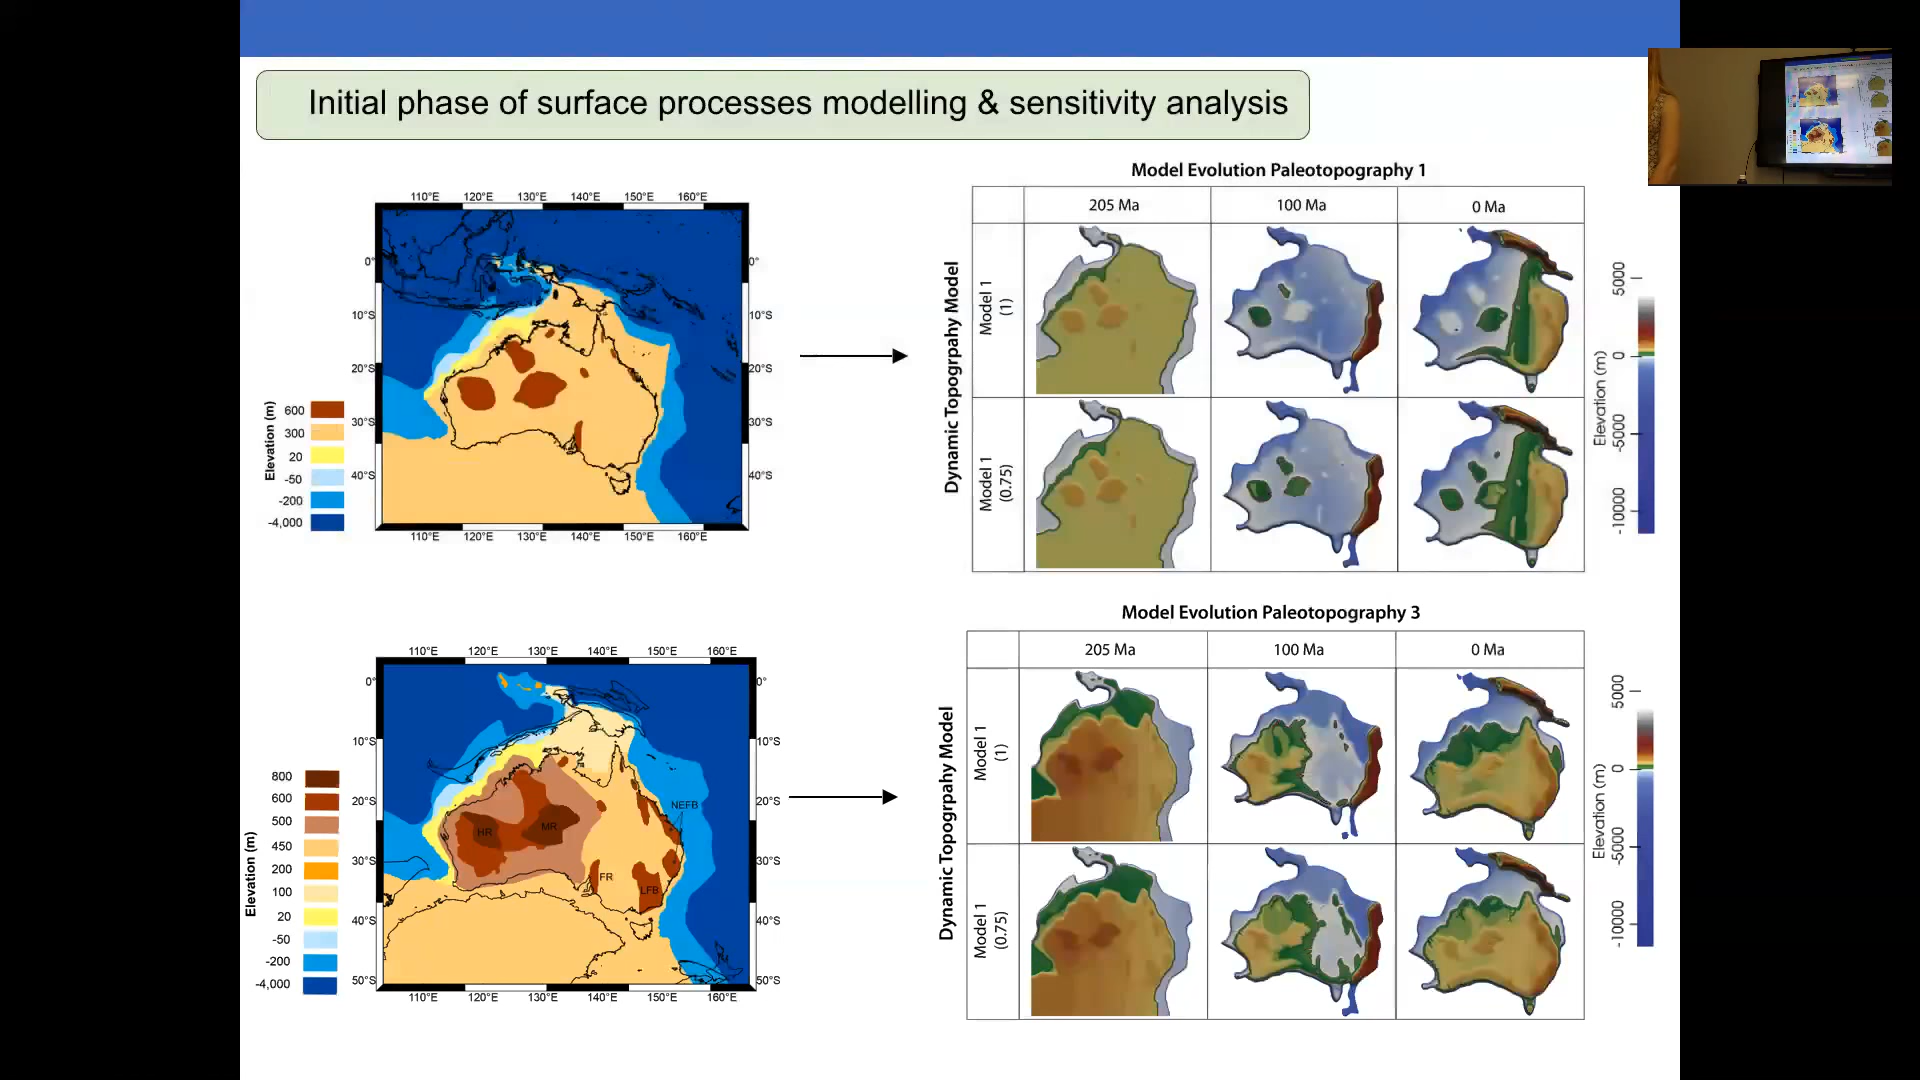 Initial phase of surface processes modelling & sensitivity analysis
110°E 120°E 130°E 140°E 150°E 160°E
0° 0°
10°S 10°S
20°S 20°S
30°S 30°S
40°S 40°S
110°E 120°E 130°E 140°E 150°E 160°E
Elevation (m)
600
300
20
-50
-200
-4,000
Model Evolution Paleotopography 1
205 Ma 100 Ma 0 Ma
Dynamic Topogrpahy Model
Model 1
(1)
Model 1
(0.75)
Elevation (m)
5000
0
-5000
-10000
110°E 120°E 130°E 140°E 150°E 160°E
0° 0°
10°S 10°S
20°S 20°S
30°S 30°S
40°S 40°S
50°S 50°S
110°E 120°E 130°E 140°E 150°E 160°E
NEFB
HR
MR
FR
LFB
Elevation (m)
800
600
500
450
200
100
20
-50
-200
-4,000
Model Evolution Paleotopography 3
205 Ma 100 Ma 0 Ma
Dynamic Topogrpahy Model
Model 1
(1)
Model 1
(0.75)
Elevation (m)
5000
0
-5000
-10000